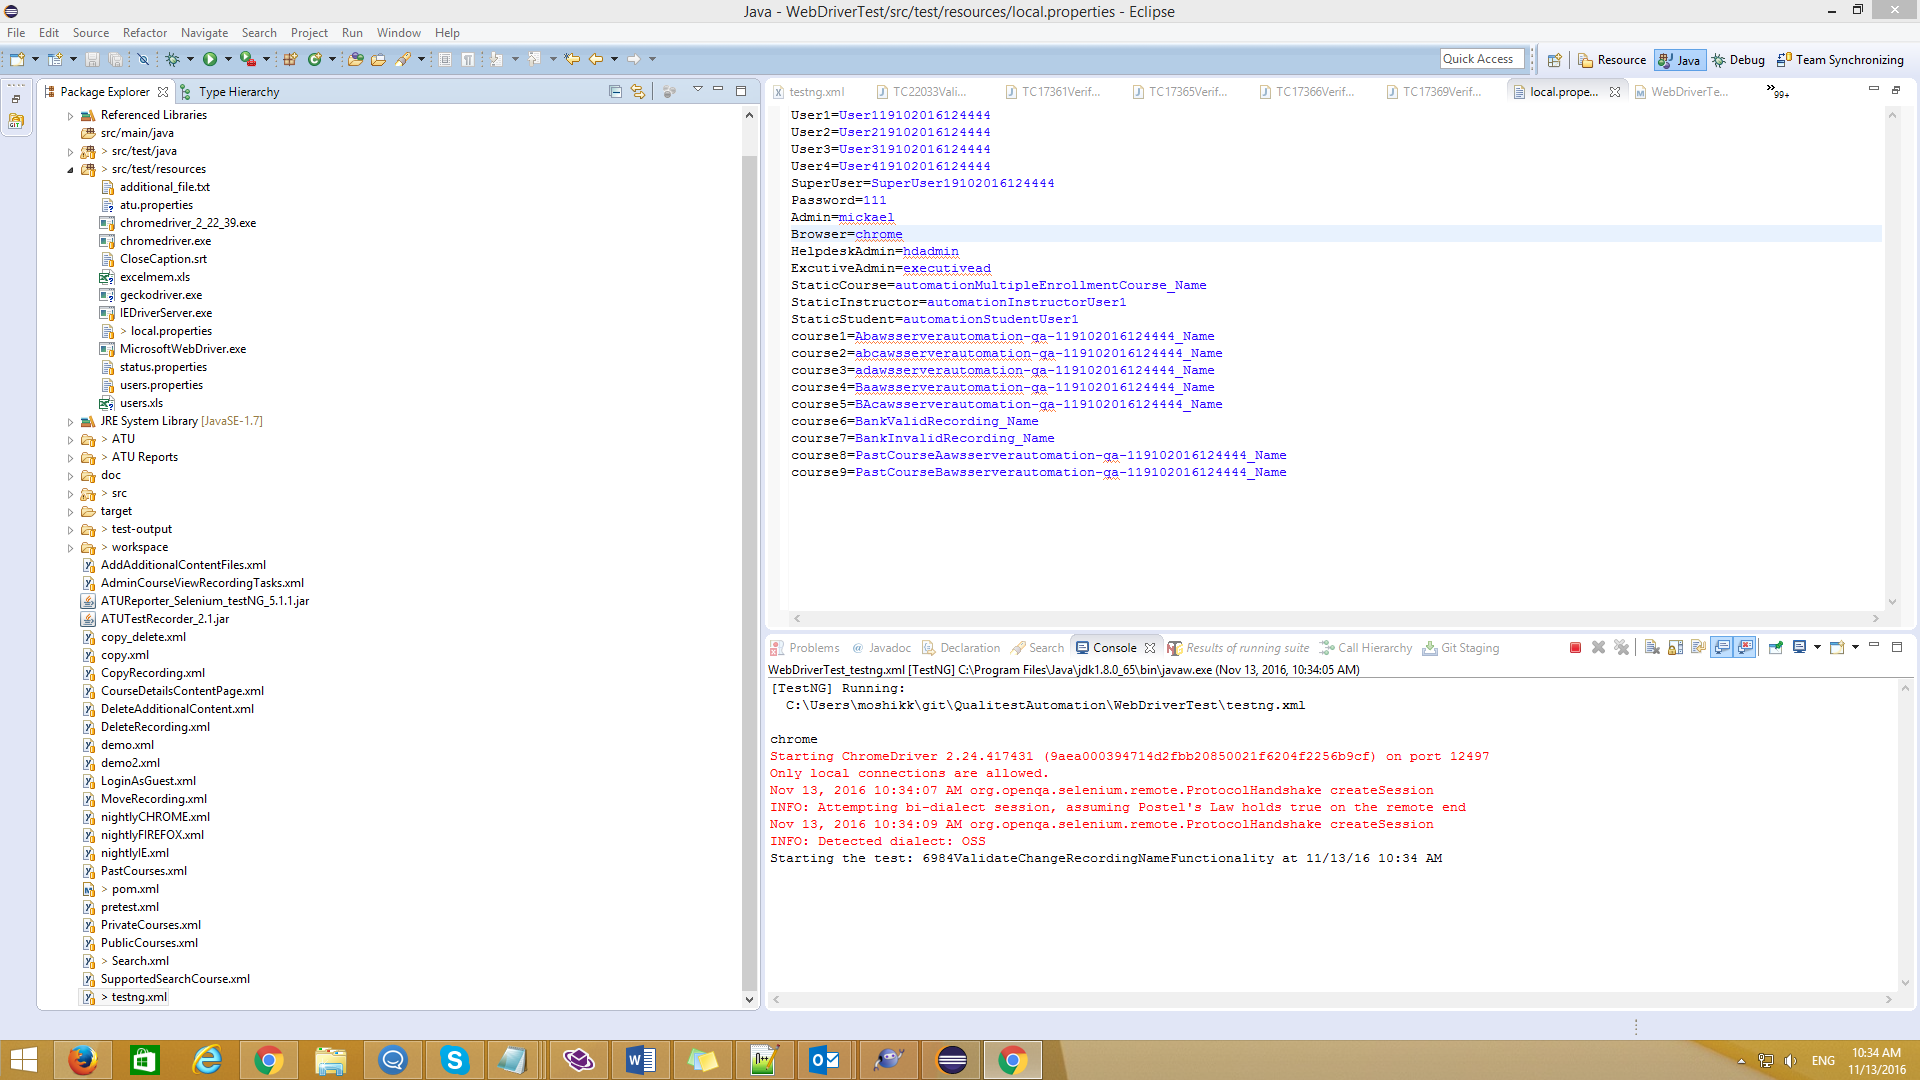 Java - WebDriverTest/src/test/resources/local.properties - Eclipse
File Edit Source Refactor Navigate Search Project Run Window Help
Quick Access Resource Java Debug Team Synchronizing
Package Explorer Type Hierarchy
Referenced Libraries
src/main/java
> src/test/java
> src/test/resources
additional_file.txt
atu.properties
chromedriver_2_22_39.exe
chromedriver.exe
CloseCaption.srt
excelmem.xls
geckodriver.exe
IEDriverServer.exe
> local.properties
MicrosoftWebDriver.exe
status.properties
users.properties
users.xls
JRE System Library [JavaSE-1.7]
> ATU
> ATU Reports
doc
> src
target
> test-output
> workspace
AddAdditionalContentFiles.xml
AdminCourseViewRecordingTasks.xml
ATUReporter_Selenium_testNG_5.1.1.jar
ATUTestRecorder_2.1.jar
copy_delete.xml
copy.xml
CopyRecording.xml
CourseDetailsContentPage.xml
DeleteAdditionalContent.xml
DeleteRecording.xml
demo.xml
demo2.xml
LoginAsGuest.xml
MoveRecording.xml
nightlyCHROME.xml
nightlyFIREFOX.xml
nightlyIE.xml
PastCourses.xml
> pom.xml
pretest.xml
PrivateCourses.xml
PublicCourses.xml
> Search.xml
SupportedSearchCourse.xml
> testng.xml
testng.xml TC22033Vali... TC17361Verif... TC17365Verif... TC17366Verif... TC17369Verif... local.prope... WebDriverTe... »99+
User1=User119102016124444
User2=User219102016124444
User3=User319102016124444
User4=User419102016124444
SuperUser=SuperUser19102016124444
Password=111
Admin=mickael
Browser=chrome
HelpdeskAdmin=hdadmin
ExcutiveAdmin=executivead
StaticCourse=automationMultipleEnrollmentCourse_Name
StaticInstructor=automationInstructorUser1
StaticStudent=automationStudentUser1
course1=Abawsserverautomation-qa-119102016124444_Name
course2=abcawsserverautomation-qa-119102016124444_Name
course3=adawsserverautomation-qa-119102016124444_Name
course4=Baawsserverautomation-qa-119102016124444_Name
course5=BAcawsserverautomation-qa-119102016124444_Name
course6=BankValidRecording_Name
course7=BankInvalidRecording_Name
course8=PastCourseAawsserverautomation-qa-119102016124444_Name
course9=PastCourseBawsserverautomation-qa-119102016124444_Name
Problems Javadoc Declaration Search Console Results of running suite Call Hierarchy Git Staging
WebDriverTest_testng.xml [TestNG] C:\Program Files\Java\jdk1.8.0_65\bin\javaw.exe (Nov 13, 2016, 10:34:05 AM)
[TestNG] Running:
C:\Users\moshikk\git\QualitestAutomation\WebDriverTest\testng.xml
chrome
Starting ChromeDriver 2.24.417431 (9aea000394714d2fbb20850021f6204f2256b9cf) on port 12497
Only local connections are allowed.
Nov 13, 2016 10:34:07 AM org.openqa.selenium.remote.ProtocolHandshake createSession
INFO: Attempting bi-dialect session, assuming Postel's Law holds true on the remote end
Nov 13, 2016 10:34:09 AM org.openqa.selenium.remote.ProtocolHandshake createSession
INFO: Detected dialect: OSS
Starting the test: 6984ValidateChangeRecordingNameFunctionality at 11/13/16 10:34 AM
ENG
10:34 AM
11/13/2016